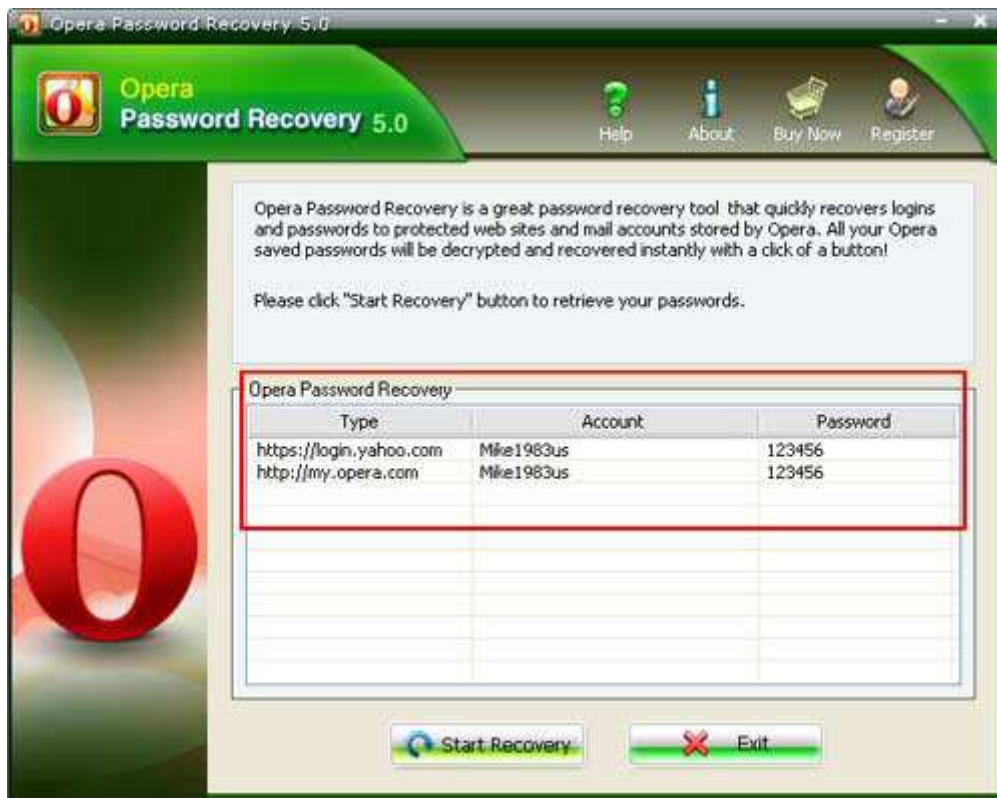 Opera Password Recovery 5.0
Opera
Password Recovery 5.0
Help
About
Buy Now
Register
Opera Password Recovery is a great password recovery tool that quickly recovers logins
and passwords to protected web sites and mail accounts stored by Opera. All your Opera
saved passwords will be decrypted and recovered instantly with a click of a button!
Please click "Start Recovery" button to retrieve your passwords.
Opera Password Recovery
Type Account Password
https://login.yahoo.com Mike1983us 123456
http://my.opera.com Mike1983us 123456
Start Recovery
Exit